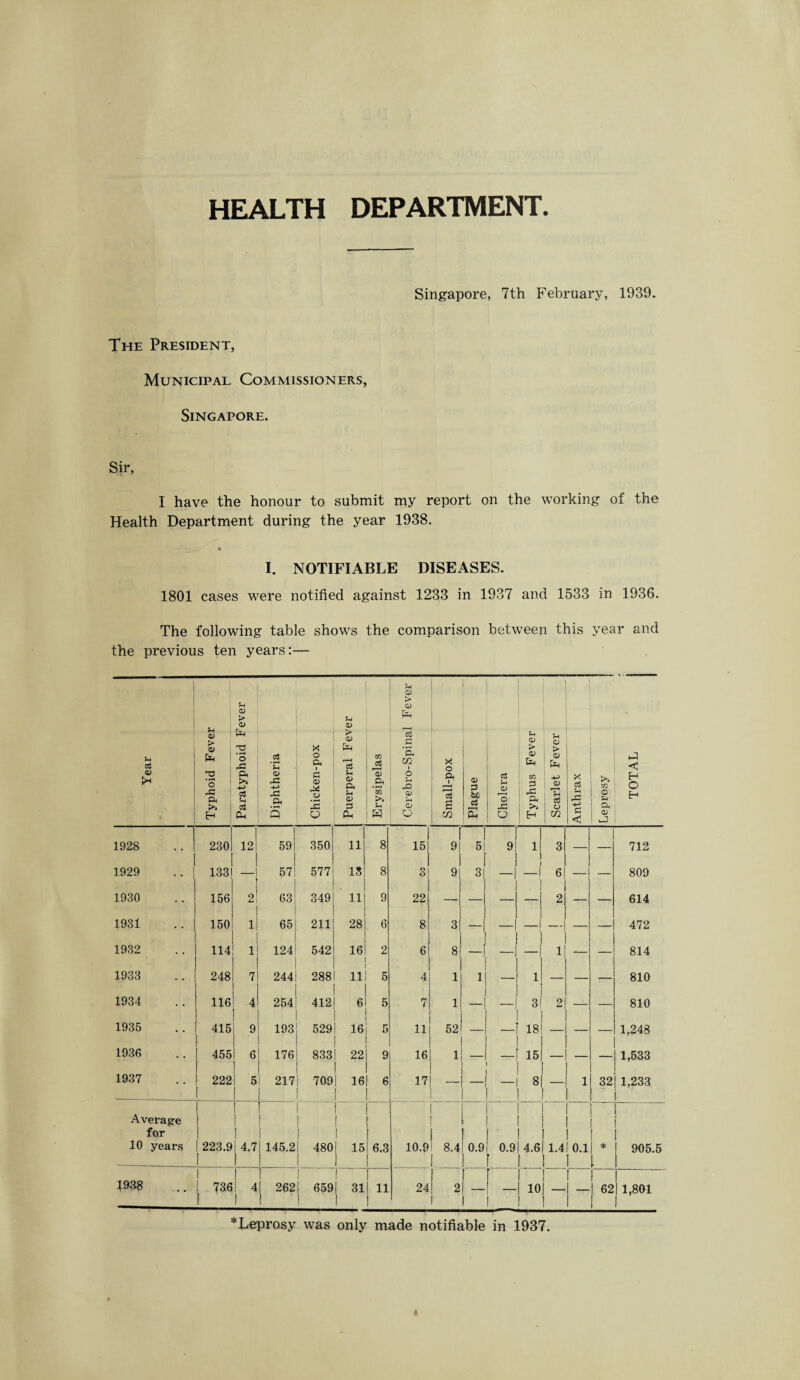 HEALTH DEPARTMENT.
Singapore, 7th February, 1939.
THE PRESIDENT,
MUNICIPAL COMMISSIONERS,
SINGAPORE.
Sir,
I have the honour to submit my report on the working of the
Health Department during the year 1938.
I. NOTIFIABLE DISEASES.
1801 cases were notified against 1233 in 1937 and 1533 in 1936.
The following table shows the comparison between this year and
the previous ten years:—
Year | Typhoid Fever | Paratyphoid Fever | Diphtheria | Chicken-pox | Puerperal Fever | Erysipelas | Cerebro-Spinal Fever | Small-pox | Plague | Cholera | Typhus Fever | Scarlet Fever | Anthrax | Leprosy | TOTAL
1928 .. | 230 | 12 | 59 | 350 | 11 | 8 | 15 | 9 | 5 | 9 | 1 | 3 | — | — | 712
1929 .. | 133 | — | 57 | 577 | 13 | 8 | 3 | 9 | 3 | — | — | 6 | — | — | 809
1930 .. | 156 | 2 | 63 | 349 | 11 | 9 | 22 | — | — | — | — | 2 | — | — | 614
1931 .. | 150 | 1 | 65 | 211 | 28 | 6 | 8 | 3 | — | — | — | — | — | — | 472
1932 .. | 114 | 1 | 124 | 542 | 16 | 2 | 6 | 8 | — | — | — | 1 | — | — | 814
1933 .. | 248 | 7 | 244 | 288 | 11 | 5 | 4 | 1 | 1 | — | 1 | — | — | — | 810
1934 .. | 116 | 4 | 254 | 412 | 6 | 5 | 7 | 1 | — | — | 3 | 2 | — | — | 810
1935 .. | 415 | 9 | 193 | 529 | 16 | 5 | 11 | 52 | — | — | 18 | — | — | — | 1,248
1936 .. | 455 | 6 | 176 | 833 | 22 | 9 | 16 | 1 | — | — | 15 | — | — | — | 1,533
1937 .. | 222 | 5 | 217 | 709 | 16 | 6 | 17 | — | — | — | 8 | — | 1 | 32 | 1,233
Average
for
10 years | 223.9 | 4.7 | 145.2 | 480 | 15 | 6.3 | 10.9 | 8.4 | 0.9 | 0.9 | 4.6 | 1.4 | 0.1 | * | 905.5
1938 .. | 736 | 4 | 262 | 659 | 31 | 11 | 24 | 2 | — | — | 10 | — | — | 62 | 1,801
*Leprosy was only made notifiable in 1937.